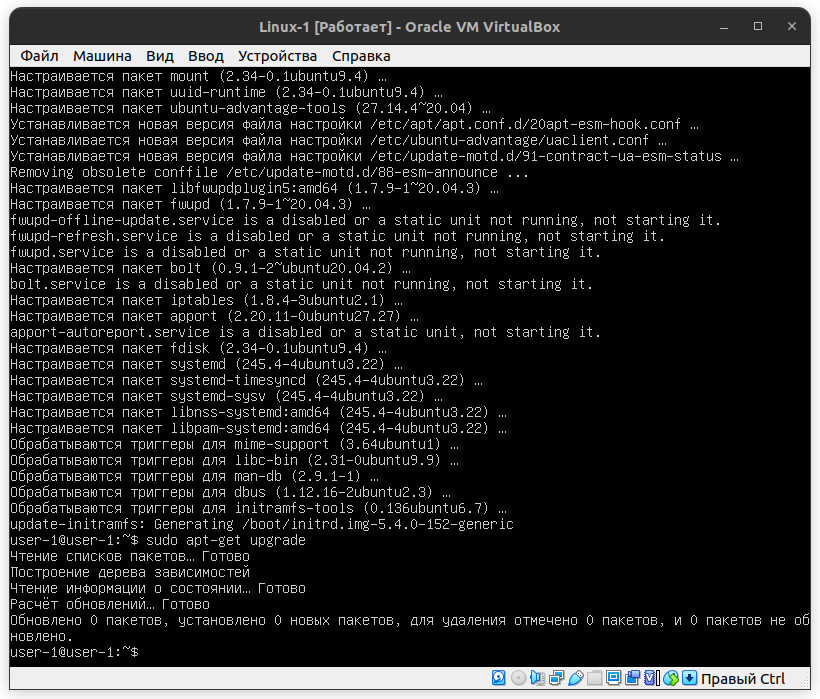 Linux-1 [Работает] - Oracle VM VirtualBox
Файл Машина Вид Ввод Устройства Справка
Настраивается пакет mount (2.34-0.1ubuntu9.4) …
Настраивается пакет uuid-runtime (2.34-0.1ubuntu9.4) …
Настраивается пакет ubuntu-advantage-tools (27.14.4~20.04) …
Устанавливается новая версия файла настройки /etc/apt/apt.conf.d/20apt-esm-hook.conf …
Устанавливается новая версия файла настройки /etc/ubuntu-advantage/uaclient.conf …
Устанавливается новая версия файла настройки /etc/update-motd.d/91-contract-ua-esm-status …
Removing obsolete conffile /etc/update-motd.d/88-esm-announce ...
Настраивается пакет libfwupdplugin5:amd64 (1.7.9-1~20.04.3) …
Настраивается пакет fwupd (1.7.9-1~20.04.3) …
fwupd-offline-update.service is a disabled or a static unit not running, not starting it.
fwupd-refresh.service is a disabled or a static unit not running, not starting it.
fwupd.service is a disabled or a static unit not running, not starting it.
Настраивается пакет bolt (0.9.1-2~ubuntu20.04.2) …
bolt.service is a disabled or a static unit not running, not starting it.
Настраивается пакет iptables (1.8.4-3ubuntu2.1) …
Настраивается пакет apport (2.20.11-0ubuntu27.27) …
apport-autoreport.service is a disabled or a static unit, not starting it.
Настраивается пакет fdisk (2.34-0.1ubuntu9.4) …
Настраивается пакет systemd (245.4-4ubuntu3.22) …
Настраивается пакет systemd-timesyncd (245.4-4ubuntu3.22) …
Настраивается пакет systemd-sysv (245.4-4ubuntu3.22) …
Настраивается пакет libnss-systemd:amd64 (245.4-4ubuntu3.22) …
Настраивается пакет libpam-systemd:amd64 (245.4-4ubuntu3.22) …
Обрабатываются триггеры для mime-support (3.64ubuntu1) …
Обрабатываются триггеры для libc-bin (2.31-0ubuntu9.9) …
Обрабатываются триггеры для man-db (2.9.1-1) …
Обрабатываются триггеры для dbus (1.12.16-2ubuntu2.3) …
Обрабатываются триггеры для initramfs-tools (0.136ubuntu6.7) …
update-initramfs: Generating /boot/initrd.img-5.4.0-152-generic
user-1@user-1:~$ sudo apt-get upgrade
Чтение списков пакетов… Готово
Построение дерева зависимостей
Чтение информации о состоянии… Готово
Расчёт обновлений… Готово
Обновлено 0 пакетов, установлено 0 новых пакетов, для удаления отмечено 0 пакетов, и 0 пакетов не об
новлено.
user-1@user-1:~$
Правый Ctrl